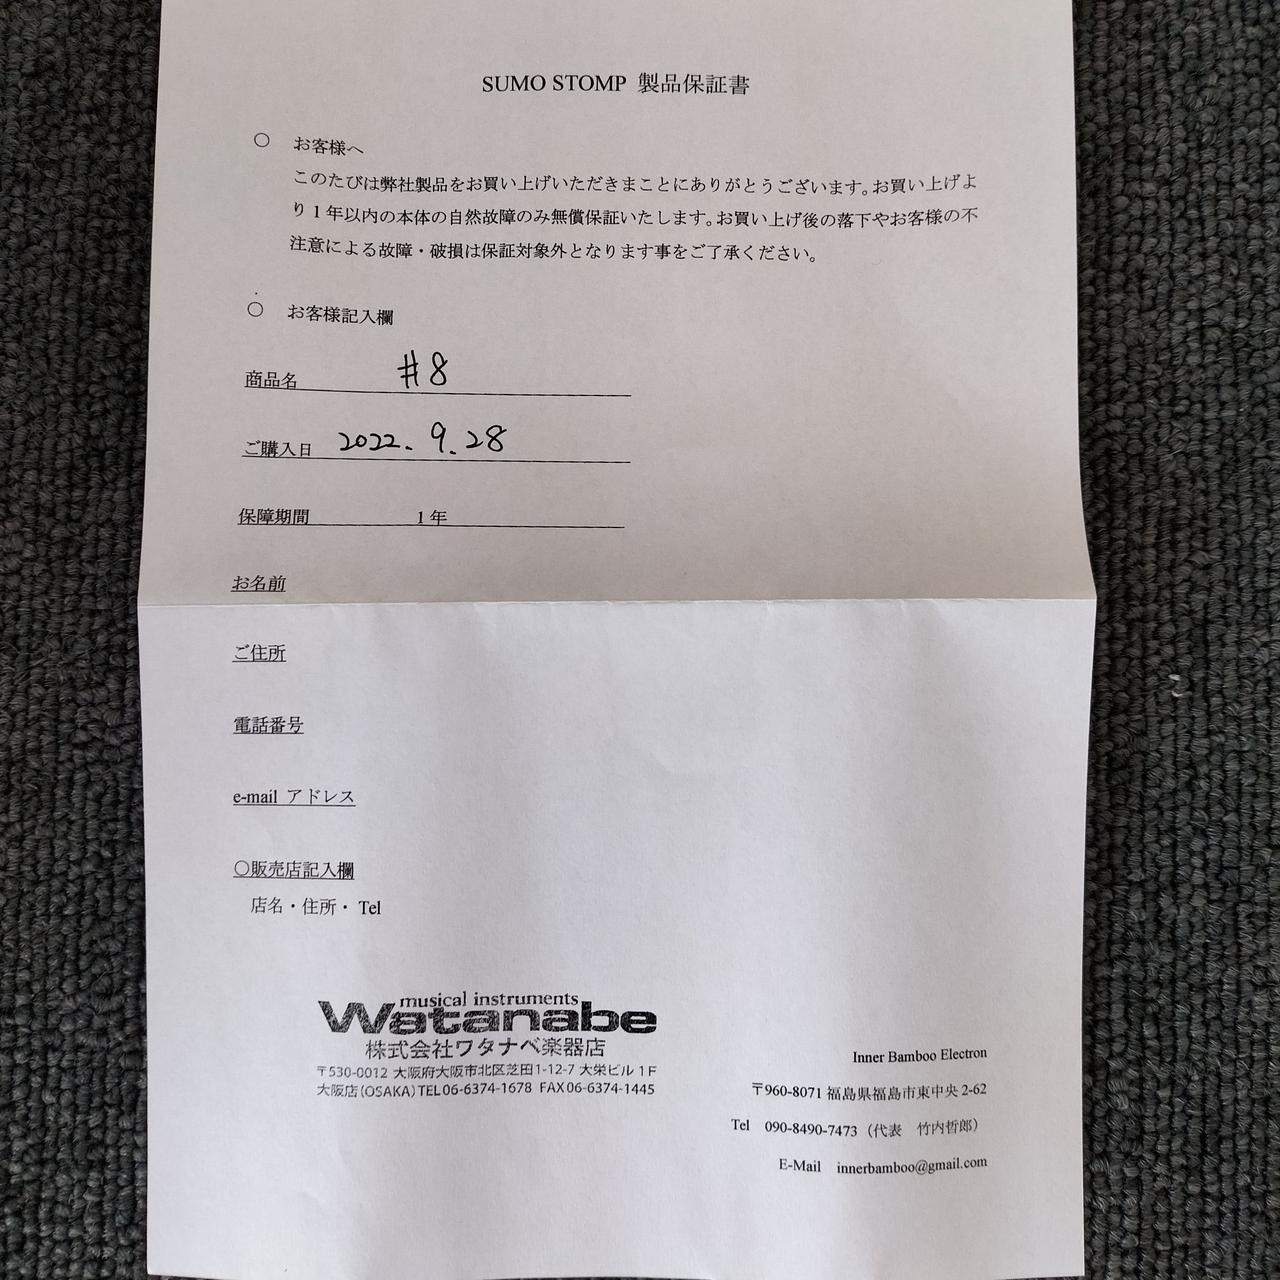 SUMO STOMP 製品保証書
○ お客様へ
このたびは弊社製品をお買い上げいただきまことにありがとうございます。お買い上げよ
り 1 年以内の本体の自然故障のみ無償保証いたします。お買い上げ後の落下やお客様の不
注意による故障・破損は保証対象外となります事をご了承ください。
○ お客様記入欄
商品名 #8
ご購入日 2022. 9. 28
保障期間 1 年
お名前
ご住所
電話番号
e-mail アドレス
○販売店記入欄
店名・住所・ Tel
musical instruments
Watanabe
株式会社ワタナベ楽器店
〒530-0012 大阪府大阪市北区芝田1-12-7 大栄ビル 1F
大阪店(OSAKA)TEL06-6374-1678 FAX06-6374-1445
Inner Bamboo Electron
〒960-8071 福島県福島市東中央 2-62
Tel 090-8490-7473（代表 竹内哲郎）
E-Mail innerbamboo@gmail.com